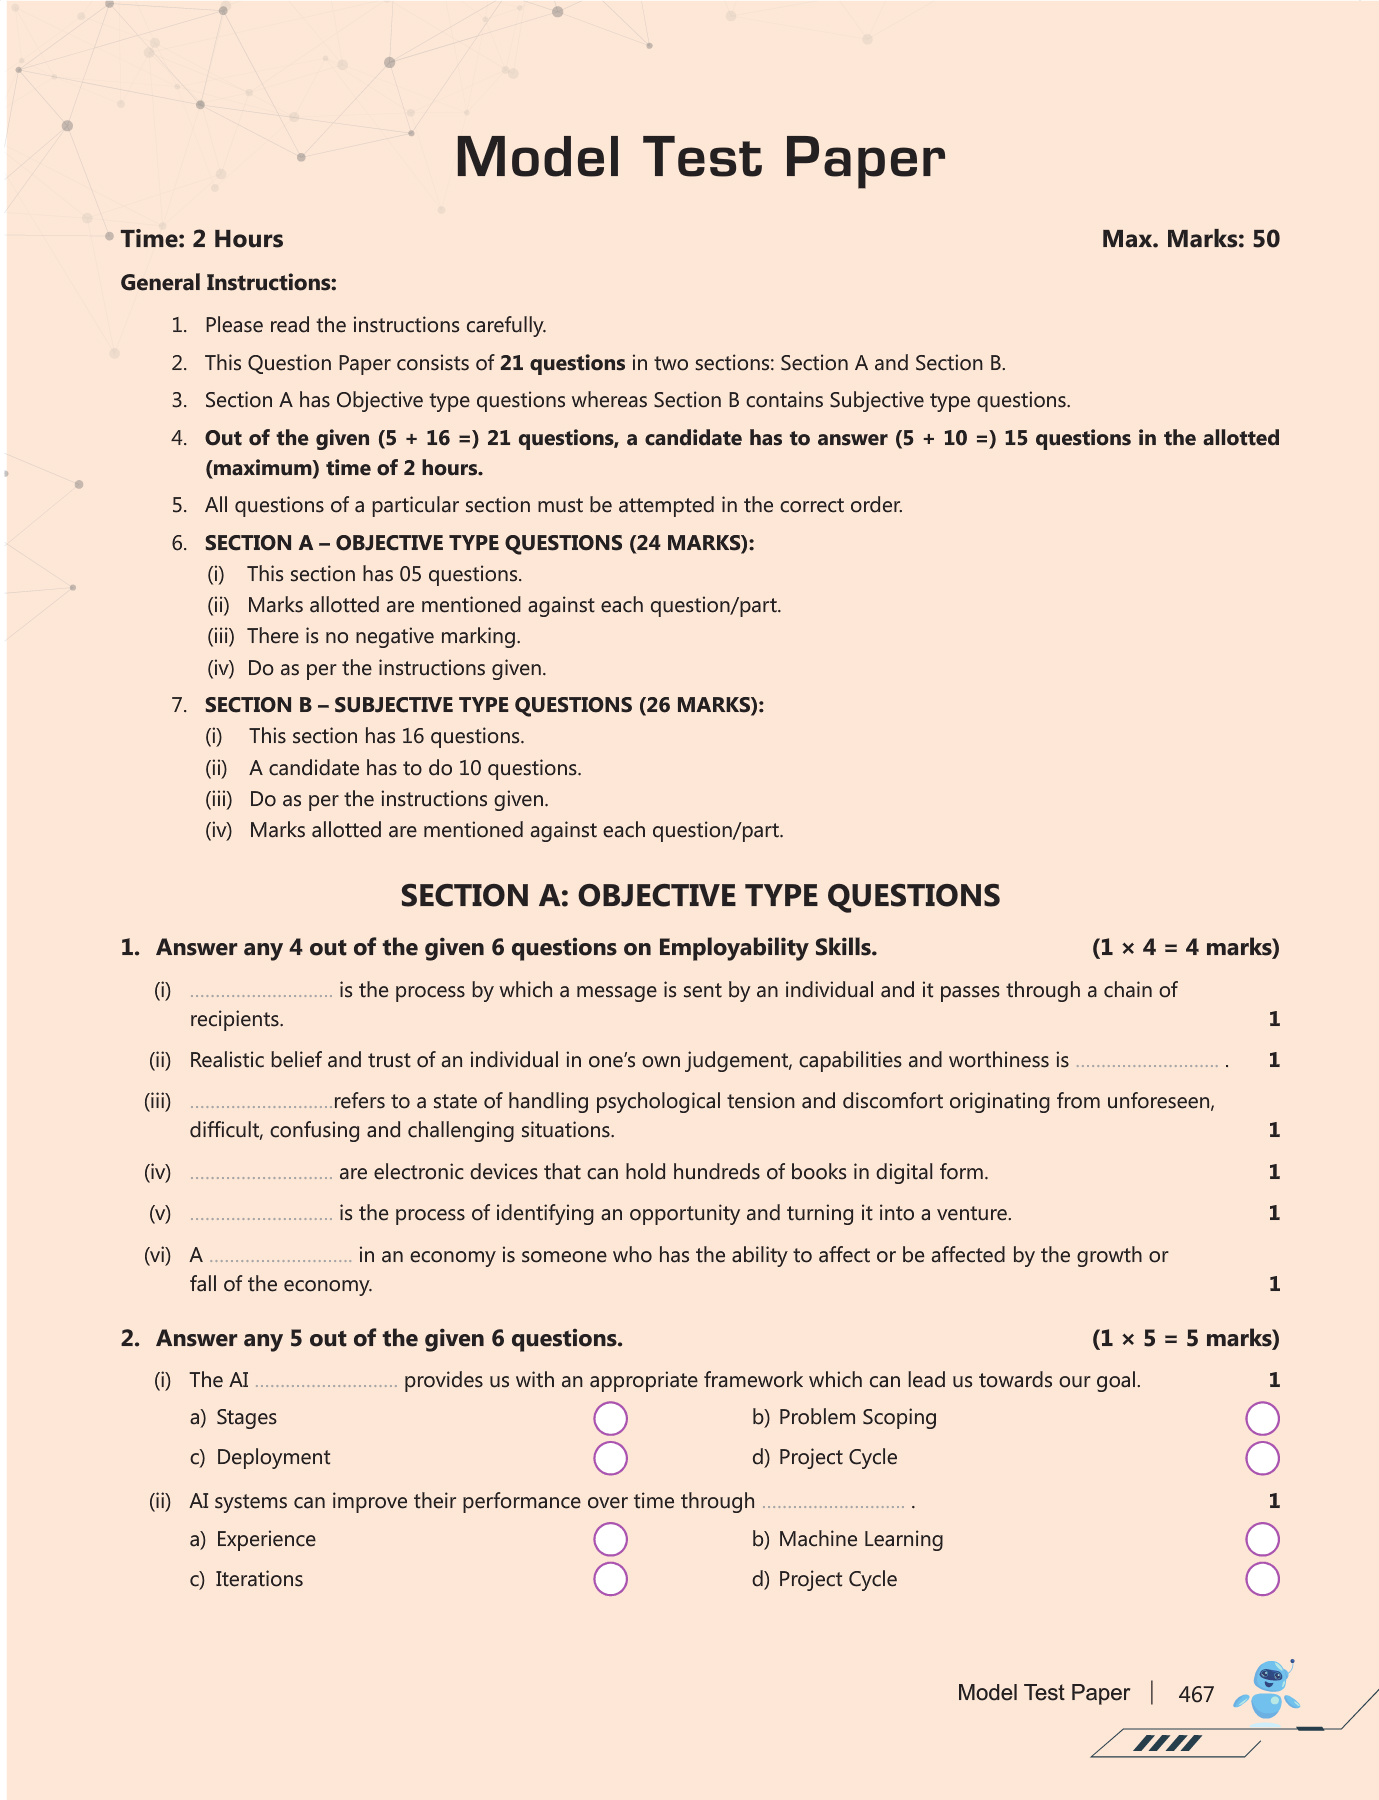 Model Test Paper
Time: 2 Hours Max. Marks: 50
General Instructions:
1. Please read the instructions carefully.
2. This Question Paper consists of 21 questions in two sections: Section A and Section B.
3. Section A has Objective type questions whereas Section B contains Subjective type questions.
4. Out of the given (5 + 16 =) 21 questions, a candidate has to answer (5 + 10 =) 15 questions in the allotted
(maximum) time of 2 hours.
5. All questions of a particular section must be attempted in the correct order.
6. SECTION A – OBJECTIVE TYPE QUESTIONS (24 MARKS):
(i) This section has 05 questions.
(ii) Marks allotted are mentioned against each question/part.
(iii) There is no negative marking.
(iv) Do as per the instructions given.
7. SECTION B – SUBJECTIVE TYPE QUESTIONS (26 MARKS):
(i) This section has 16 questions.
(ii) A candidate has to do 10 questions.
(iii) Do as per the instructions given.
(iv) Marks allotted are mentioned against each question/part.
SECTION A: OBJECTIVE TYPE QUESTIONS
1. Answer any 4 out of the given 6 questions on Employability Skills. (1 × 4 = 4 marks)
(i) ............................ is the process by which a message is sent by an individual and it passes through a chain of
recipients. 1
(ii) Realistic belief and trust of an individual in one’s own judgement, capabilities and worthiness is ............................ . 1
(iii) ............................refers to a state of handling psychological tension and discomfort originating from unforeseen,
difficult, confusing and challenging situations. 1
(iv) ............................ are electronic devices that can hold hundreds of books in digital form. 1
(v) ............................ is the process of identifying an opportunity and turning it into a venture. 1
(vi) A ............................ in an economy is someone who has the ability to affect or be affected by the growth or
fall of the economy. 1
2. Answer any 5 out of the given 6 questions. (1 × 5 = 5 marks)
(i) The AI ............................ provides us with an appropriate framework which can lead us towards our goal. 1
a) Stages b) Problem Scoping
c) Deployment d) Project Cycle
(ii) AI systems can improve their performance over time through ............................ . 1
a) Experience b) Machine Learning
c) Iterations d) Project Cycle
Model Test Paper 467